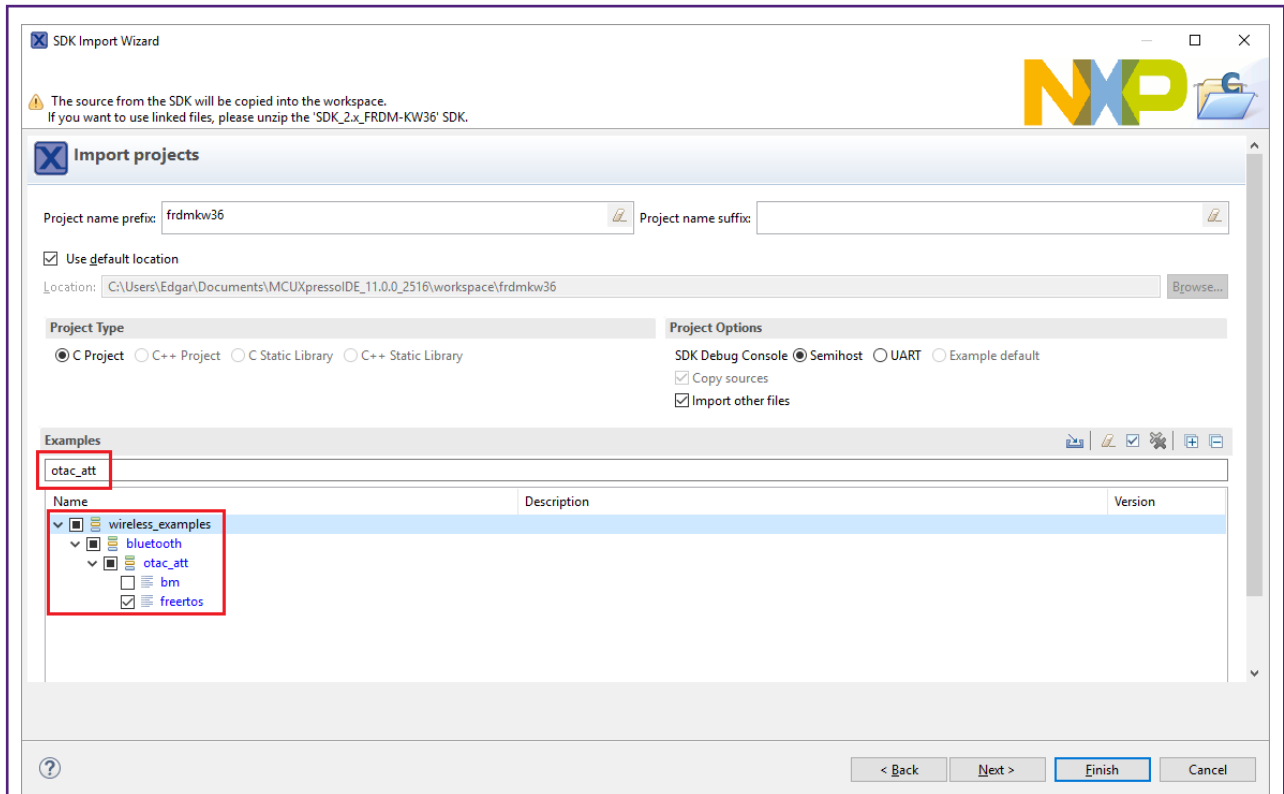 SDK Import Wizard
The source from the SDK will be copied into the workspace.
If you want to use linked files, please unzip the 'SDK_2.x_FRDM-KW36' SDK.
NXP
C
X Import projects
Project name prefix: frdmkw36 Project name suffix:
Use default location
Location: C:\Users\Edgar\Documents\MCUXpressoIDE_11.0.0_2516\workspace\frdmkw36 Browse...
Project Type Project Options
C Project C++ Project C Static Library C++ Static Library SDK Debug Console Semihost UART Example default
Copy sources
Import other files
Examples
otac_att
Name Description Version
wireless_examples
bluetooth
otac_att
bm
freertos
? < Back Next > Finish Cancel